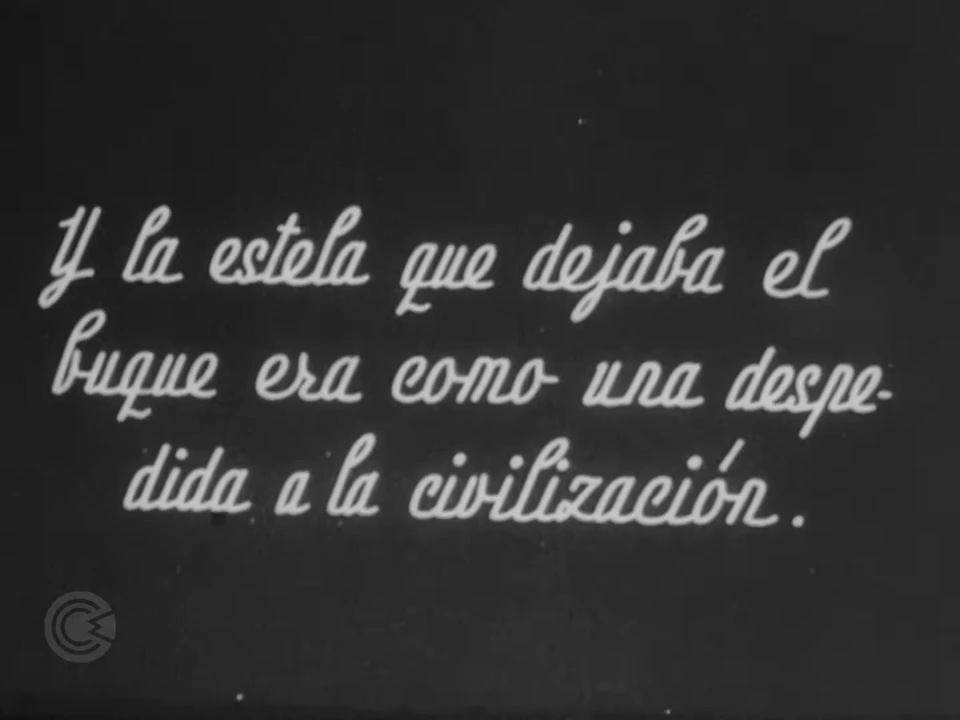 Y la estela que dejaba el
buque era como una despe-
dida a la civilización.